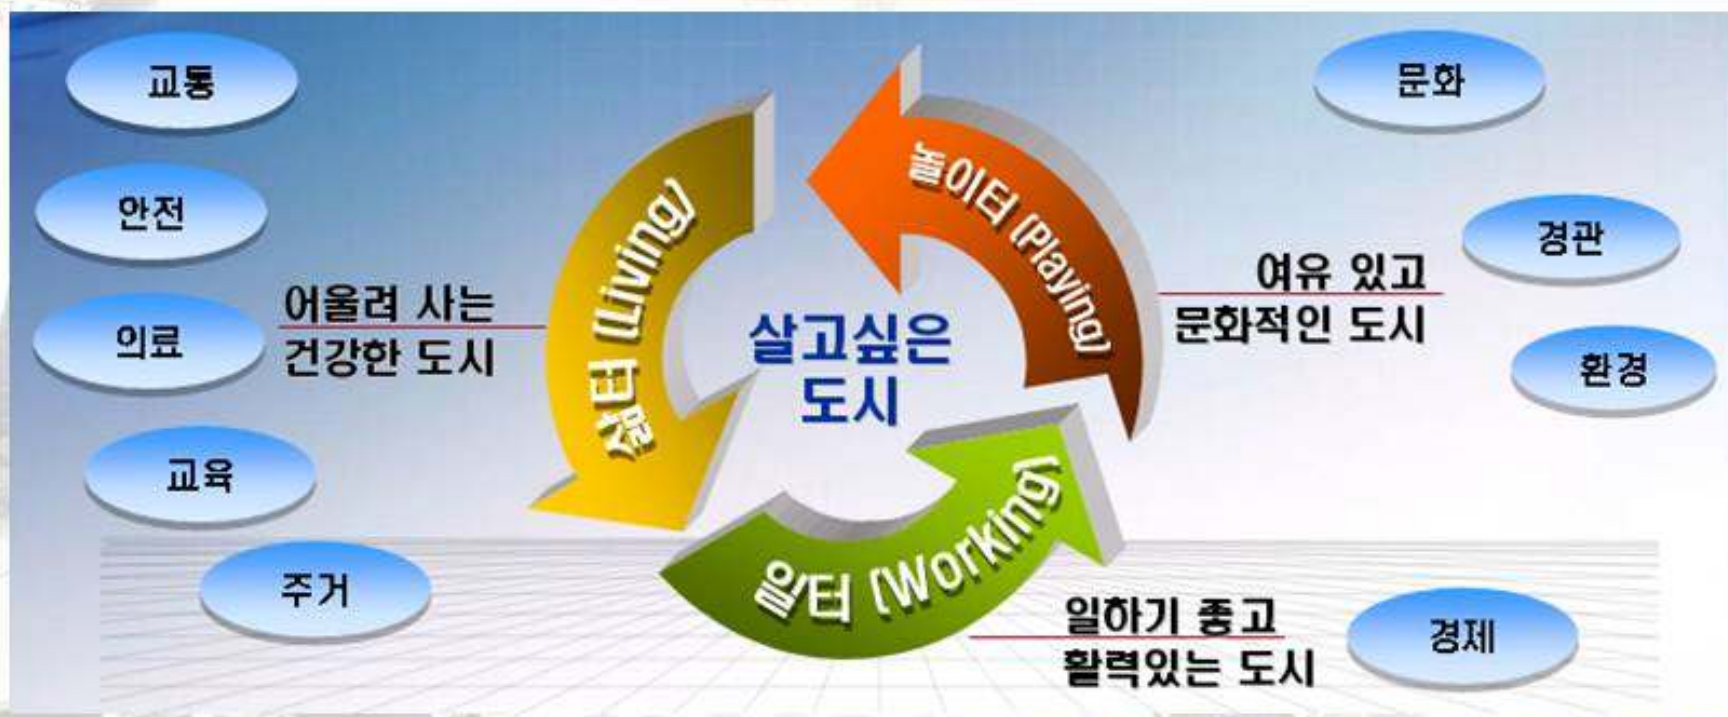 교통
안전
의료
교육
주거
어울려 사는
건강한 도시
삶터 (Living)
살고싶은
도시
놀이터 (Playing)
일터 (Working)
여유 있고
문화적인 도시
문화
경관
환경
일하기 좋고
활력있는 도시
경제